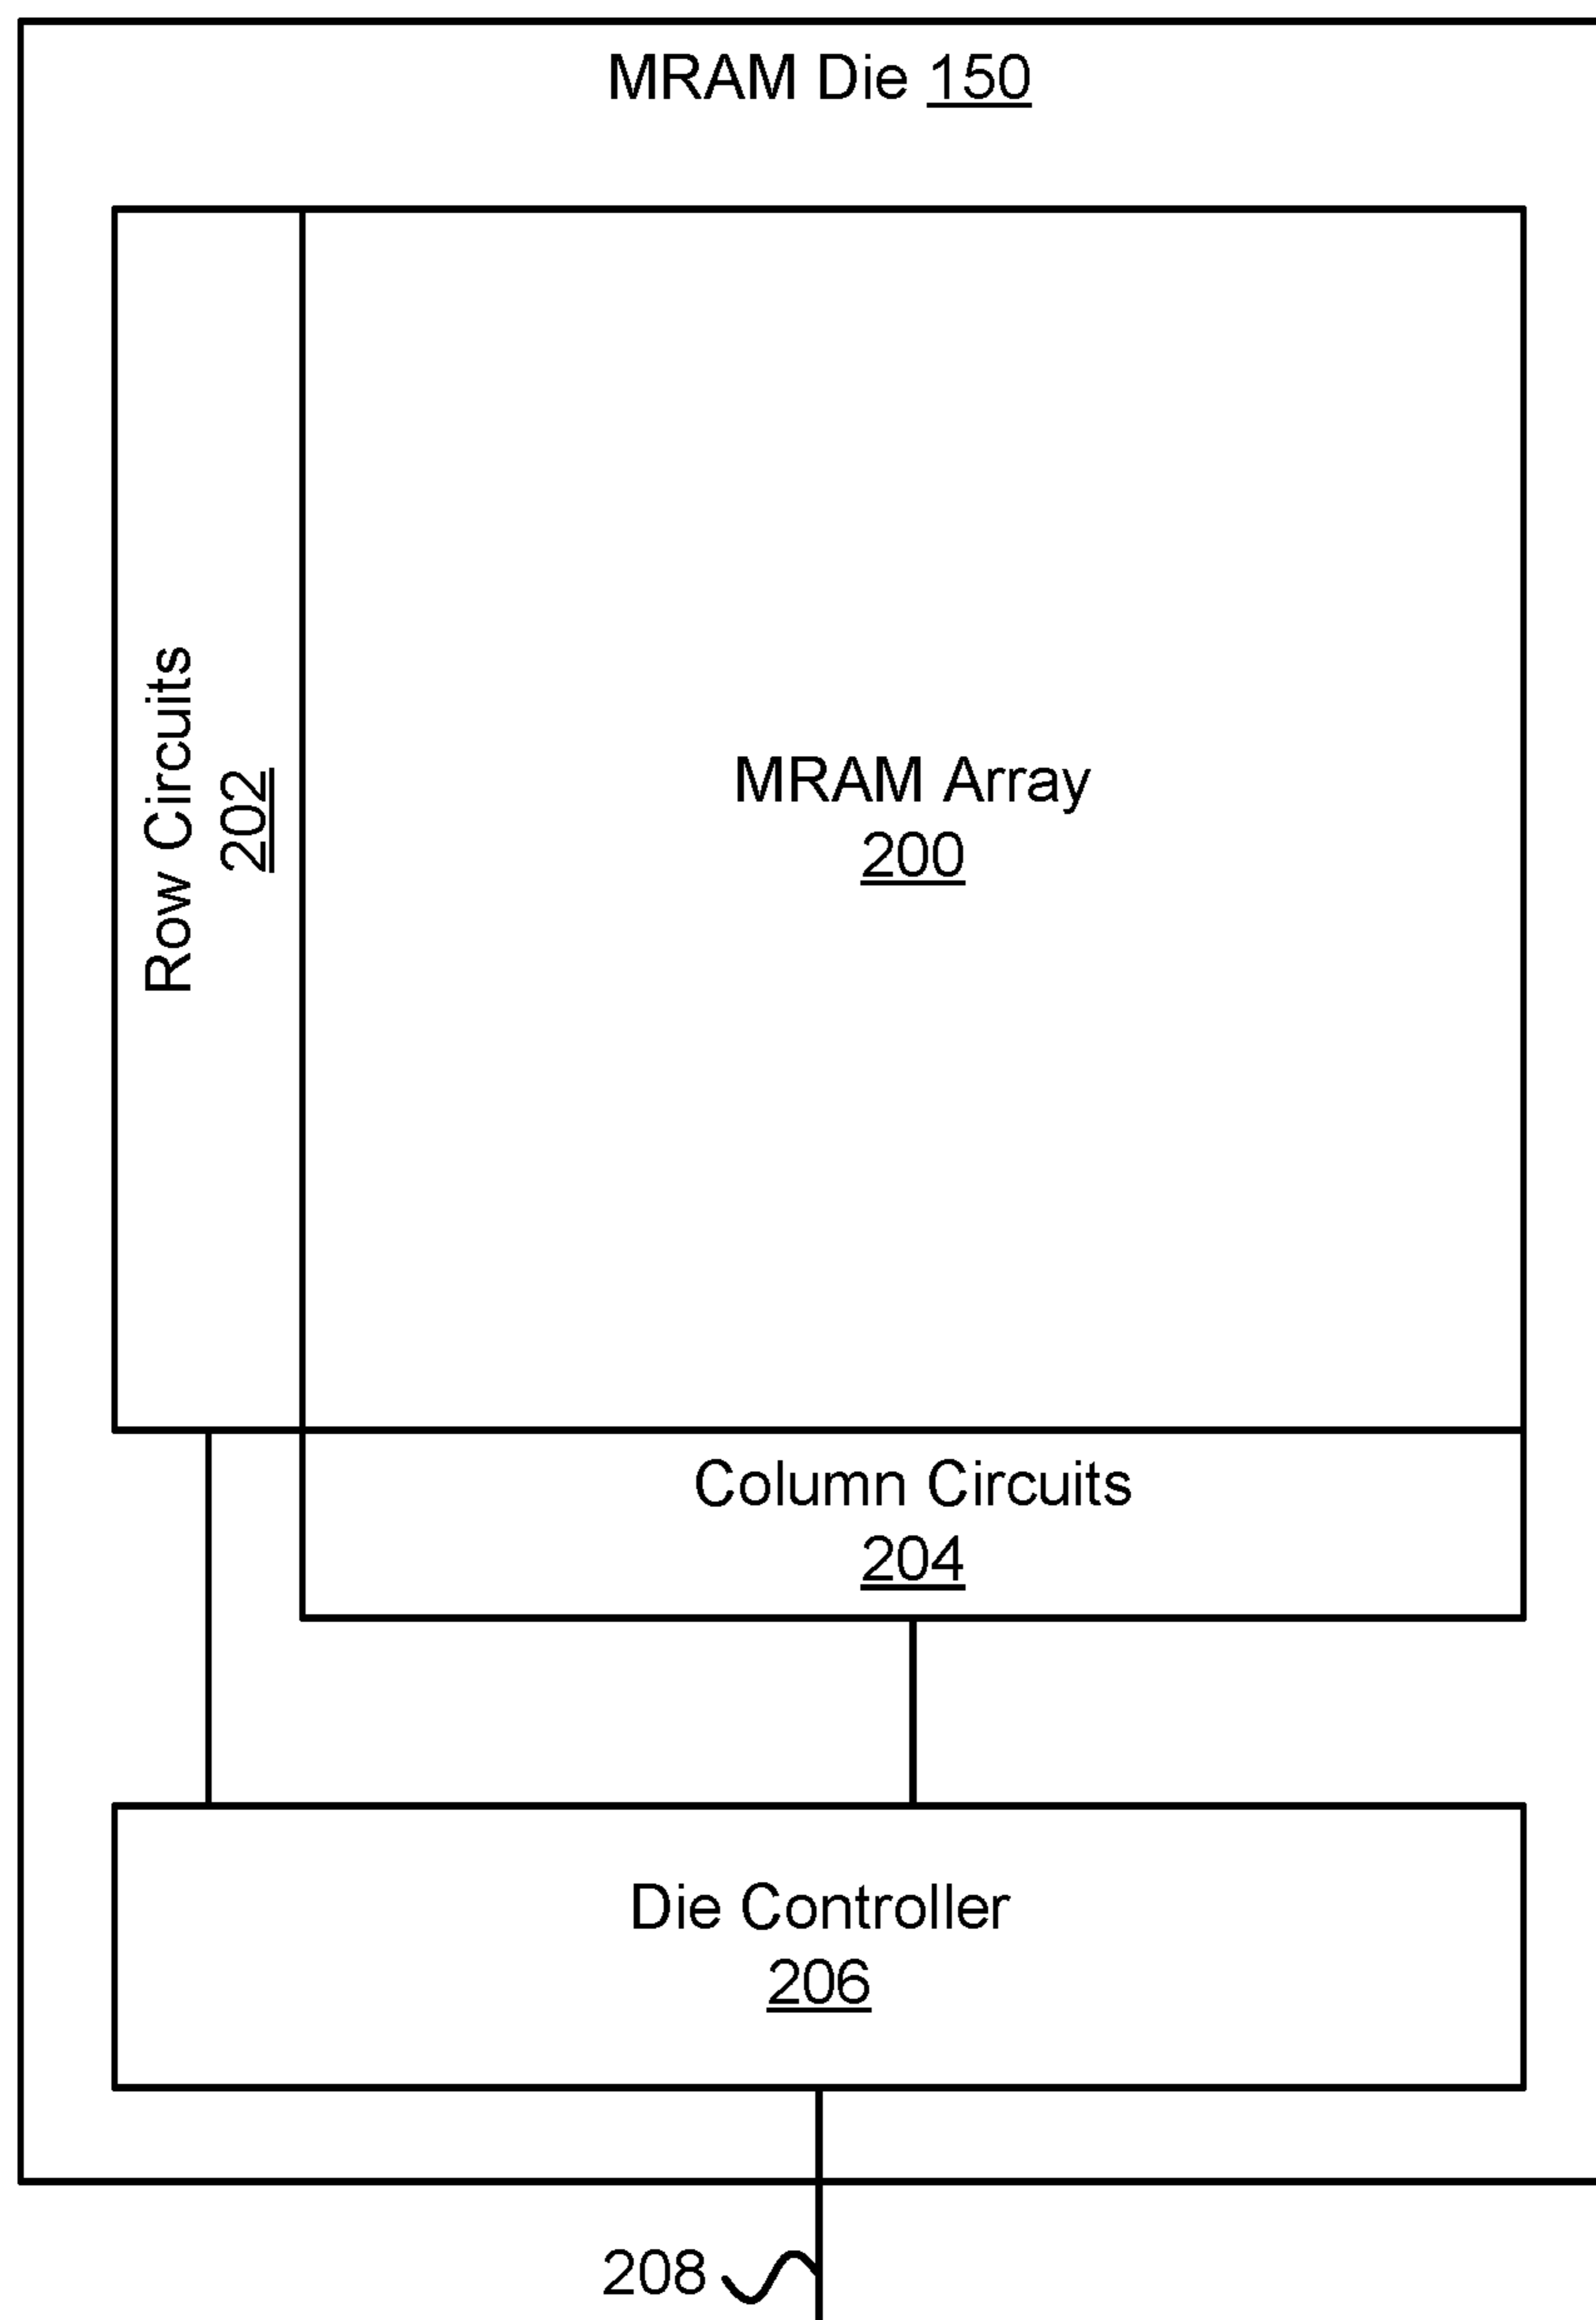 MRAM Die 150
Row Circuits
202
MRAM Array
200
Column Circuits
204
Die Controller
206
208